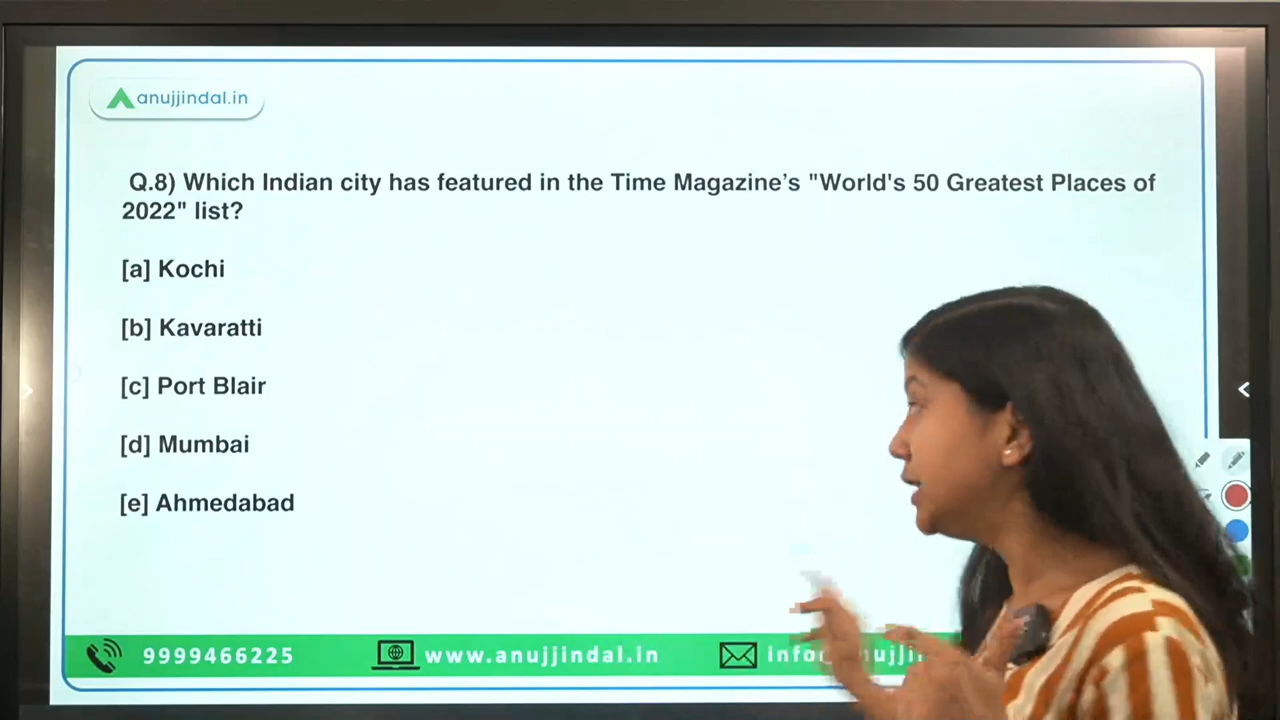 anujjindal.in
Q.8) Which Indian city has featured in the Time Magazine’s "World's 50 Greatest Places of
2022" list?
[a] Kochi
[b] Kavaratti
[c] Port Blair
[d] Mumbai
[e] Ahmedabad
9999466225 www.anujjindal.in